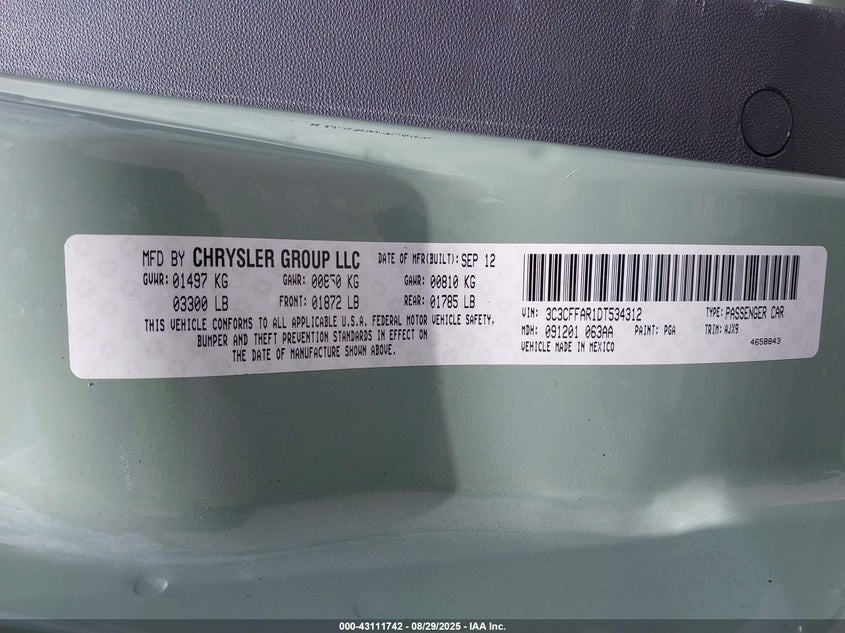 MFD BY CHRYSLER GROUP LLC DATE OF MFR(BUILT): SEP 12
GVWR: 01497 KG GAWR: 00850 KG GAWR: 00810 KG
03300 LB FRONT: 01872 LB REAR: 01785 LB
THIS VEHICLE CONFORMS TO ALL APPLICABLE U.S.A. FEDERAL MOTOR VEHICLE SAFETY,
BUMPER AND THEFT PREVENTION STANDARDS IN EFFECT ON
THE DATE OF MANUFACTURE SHOWN ABOVE.
VIN: 3C3CFFAR1DT534312 TYPE: PASSENGER CAR
MDH: 091201 063AA PAINT: PGA TRIM: AJX9
VEHICLE MADE IN MEXICO 4658843
000-43111742 - 08/29/2025 - IAA Inc.